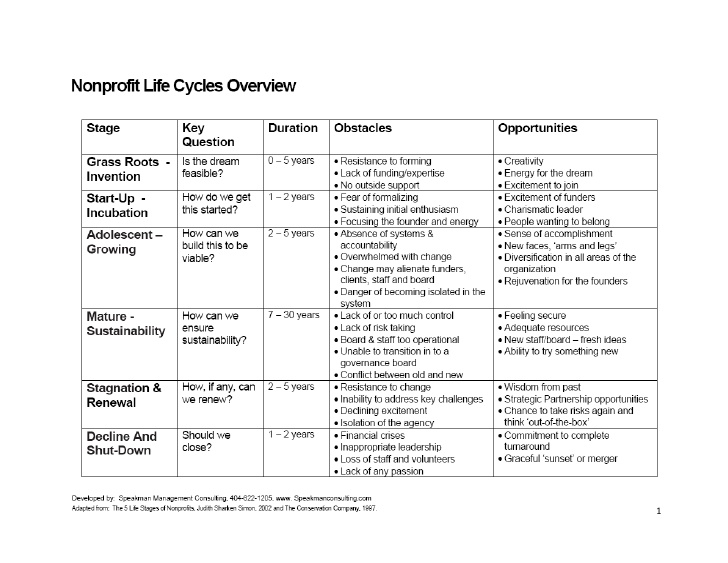 Nonprofit Life Cycles Overview
Stage Key Question Duration Obstacles Opportunities
Grass Roots - Invention
Is the dream feasible?
0 – 5 years
• Resistance to forming
• Lack of funding/expertise
• No outside support
• Creativity
• Energy for the dream
• Excitement to join
Start-Up - Incubation
How do we get this started?
1 – 2 years
• Fear of formalizing
• Sustaining initial enthusiasm
• Focusing the founder and energy
• Excitement of funders
• Charismatic leader
• People wanting to belong
Adolescent – Growing
How can we build this to be viable?
2 – 5 years
• Absence of systems & accountability
• Overwhelmed with change
• Change may alienate funders, clients, staff and board
• Danger of becoming isolated in the system
• Sense of accomplishment
• New faces, 'arms and legs'
• Diversification in all areas of the organization
• Rejuvenation for the founders
Mature - Sustainability
How can we ensure sustainability?
7 – 30 years
• Lack of or too much control
• Lack of risk taking
• Board & staff too operational
• Unable to transition in to a governance board
• Conflict between old and new
• Feeling secure
• Adequate resources
• New staff/board – fresh ideas
• Ability to try something new
Stagnation & Renewal
How, if any, can we renew?
2 – 5 years
• Resistance to change
• Inability to address key challenges
• Declining excitement
• Isolation of the agency
• Wisdom from past
• Strategic Partnership opportunities
• Chance to take risks again and think 'out-of-the-box'
Decline And Shut-Down
Should we close?
1 – 2 years
• Financial crises
• Inappropriate leadership
• Loss of staff and volunteers
• Lack of any passion
• Commitment to complete turnaround
• Graceful 'sunset' or merger
Developed by: Speakman Management Consulting, 404-822-1205, www. Speakmanconsulting.com
Adapted from: The 5 Life Stages of Nonprofits, Judith Sharken Simon, 2002 and The Conservation Company, 1997.
1